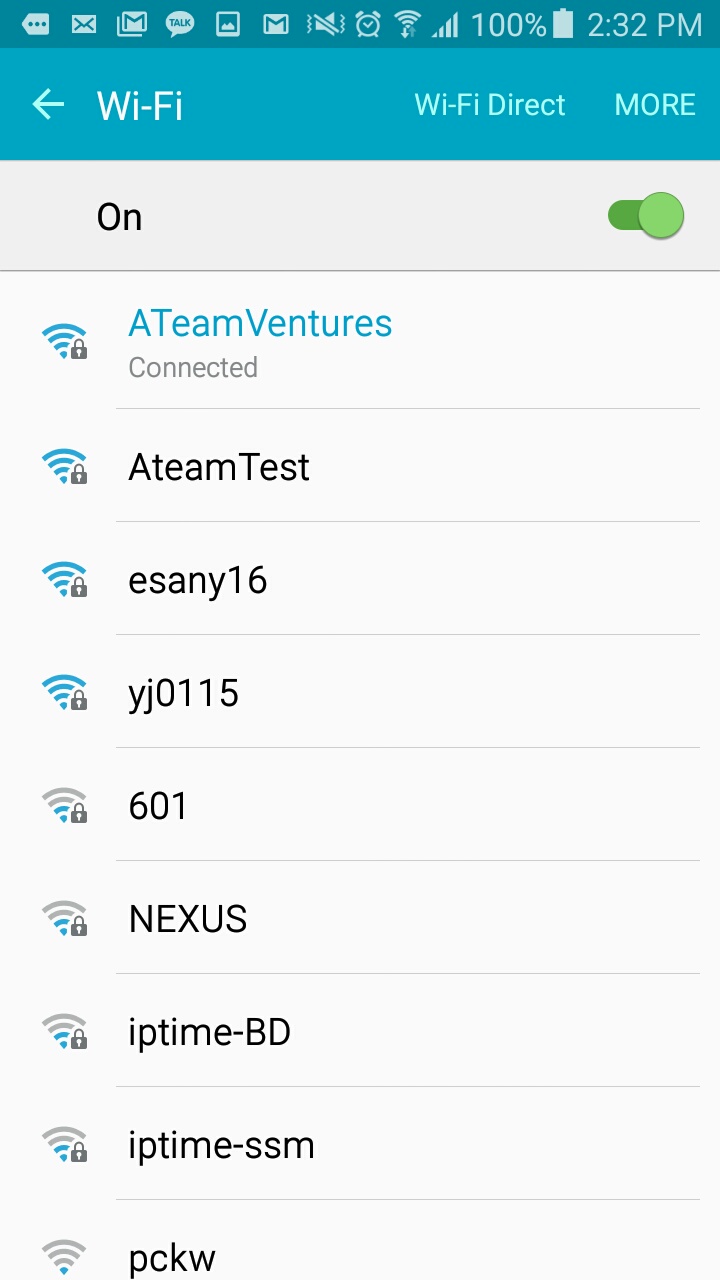 TALK 100% 2:32 PM
Wi-Fi Wi-Fi Direct MORE
On
ATeamVentures
Connected
AteamTest
esany16
yj0115
601
NEXUS
iptime-BD
iptime-ssm
pckw